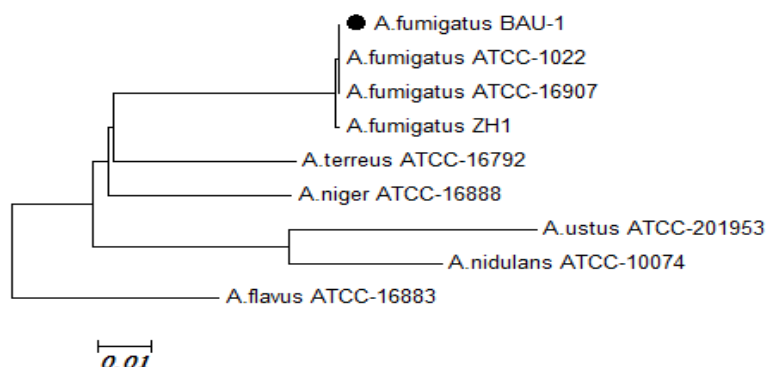 A.fumigatus BAU-1
A.fumigatus ATCC-1022
A.fumigatus ATCC-16907
A.fumigatus ZH1
A.terreus ATCC-16792
A.niger ATCC-16888
A.ustus ATCC-201953
A.nidulans ATCC-10074
A.flavus ATCC-16883
0.01